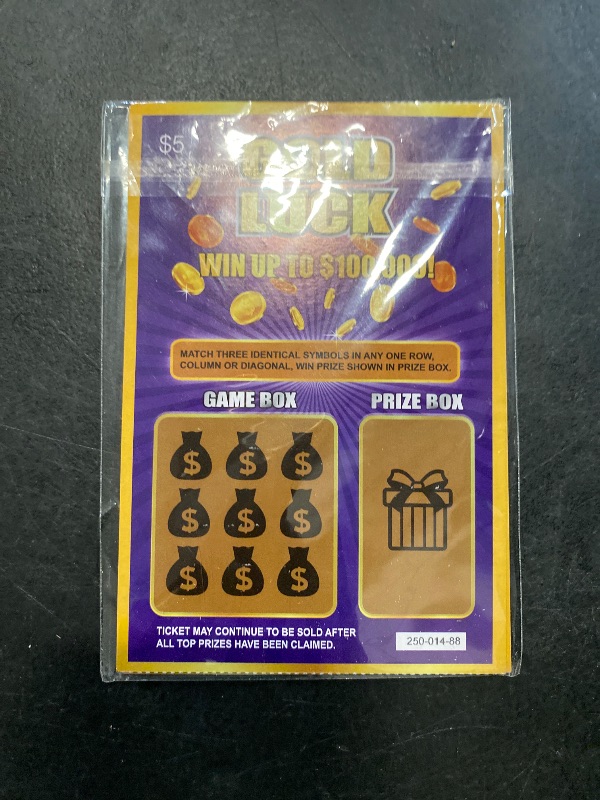 $5
GOLD
LUCK
WIN UP TO $100,000!
MATCH THREE IDENTICAL SYMBOLS IN ANY ONE ROW,
COLUMN OR DIAGONAL, WIN PRIZE SHOWN IN PRIZE BOX.
GAME BOX
PRIZE BOX
$ $ $
$ $ $
$ $ $
TICKET MAY CONTINUE TO BE SOLD AFTER
ALL TOP PRIZES HAVE BEEN CLAIMED.
250-014-88